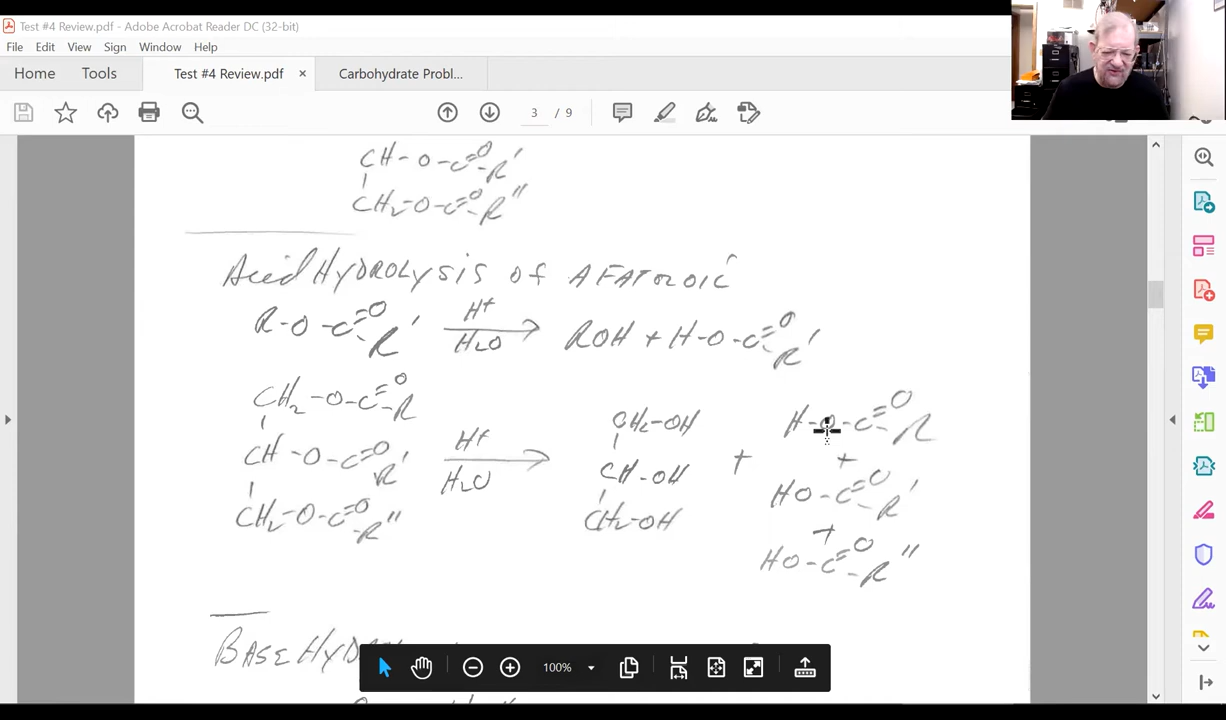 Test #4 Review.pdf - Adobe Acrobat Reader DC (32-bit)
File Edit View Sign Window Help
Home Tools Test #4 Review.pdf × Carbohydrate Probl...
3 / 9
CH-O-C=O-R'
CH2-O-C=O-R"
Acid HYDROLYSIS OF A FAT OR OIL
R-O-C=O-R' H+ H2O → ROH + H-O-C=O-R'
CH2-O-C=O-R
CH-O-C=O-R'
CH2-O-C=O-R"
H+
H2O
CH2-OH
CH-OH
CH2-OH
+
H-O-C=O-R
+
HO-C=O-R'
+
HO-C=O-R"
BASE
100%